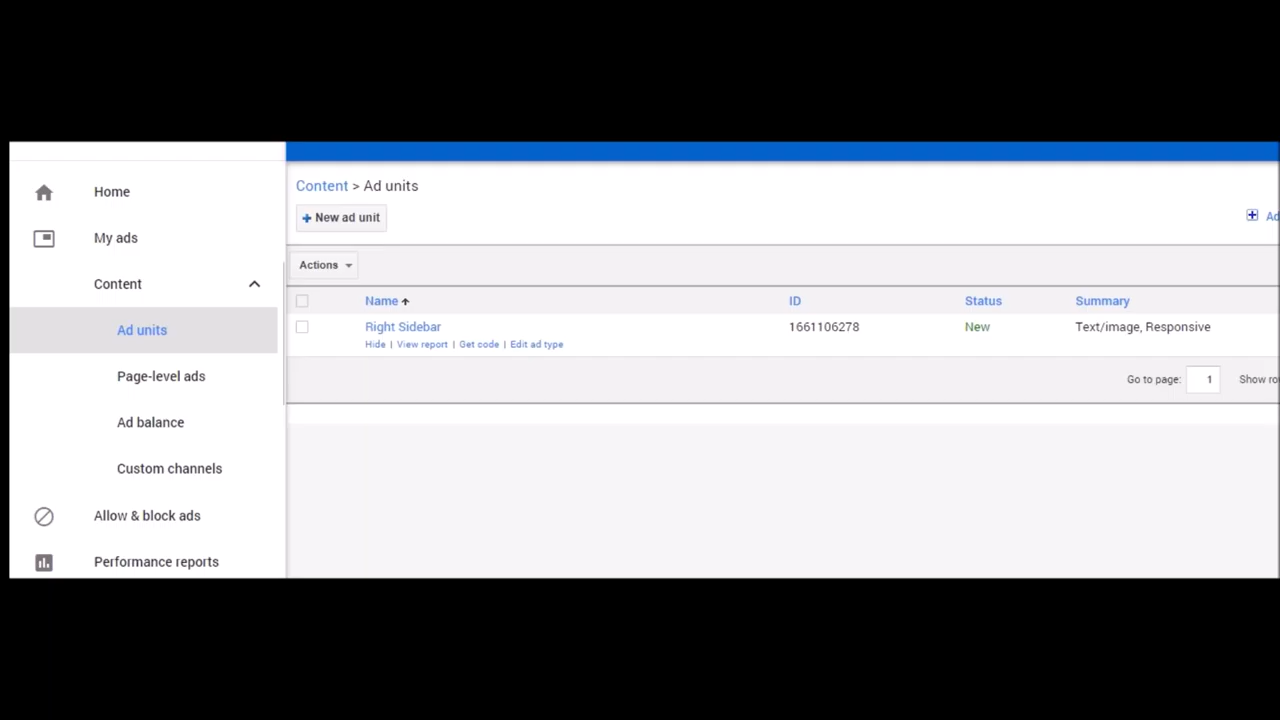 Home
My ads
Content
Ad units
Page-level ads
Ad balance
Custom channels
Allow & block ads
Performance reports
Content > Ad units
New ad unit
Actions
Name ID Status Summary
Right Sidebar 1661106278 New Text/image, Responsive
Hide | View report | Get code | Edit ad type
Go to page: 1 Show